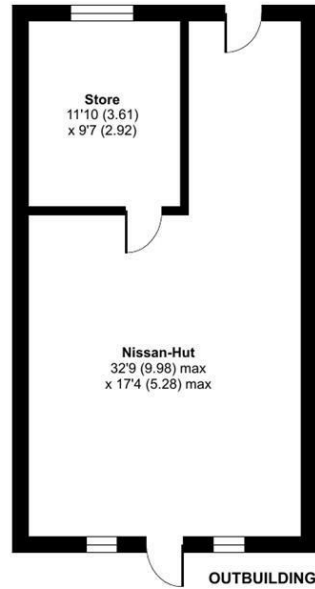 Store
11'10 (3.61)
x 9'7 (2.92)
Nissan-Hut
32'9 (9.98) max
x 17'4 (5.28) max
OUTBUILDING